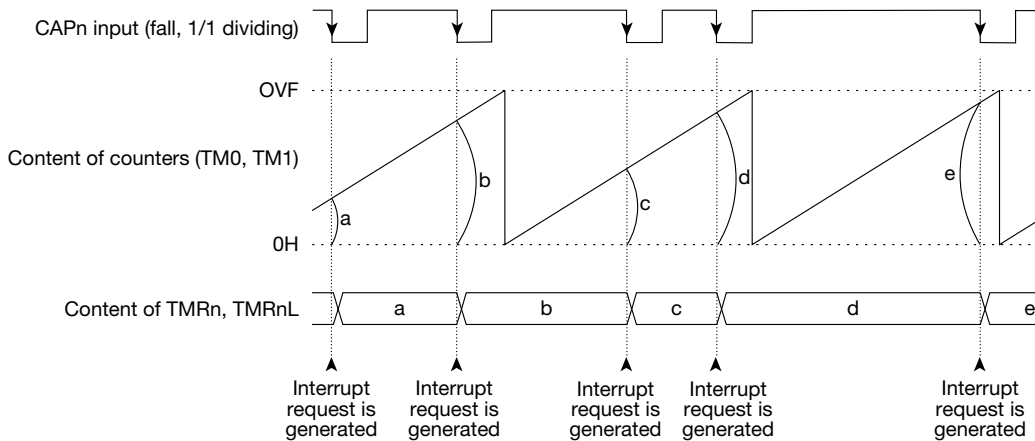 CAPn input (fall, 1/1 dividing)
OVF
Content of counters (TM0, TM1)
a
b
c
d
e
0H
Content of TMRn, TMRnL
a
b
c
d
e
Interrupt
request is
generated
Interrupt
request is
generated
Interrupt
request is
generated
Interrupt
request is
generated
Interrupt
request is
generated